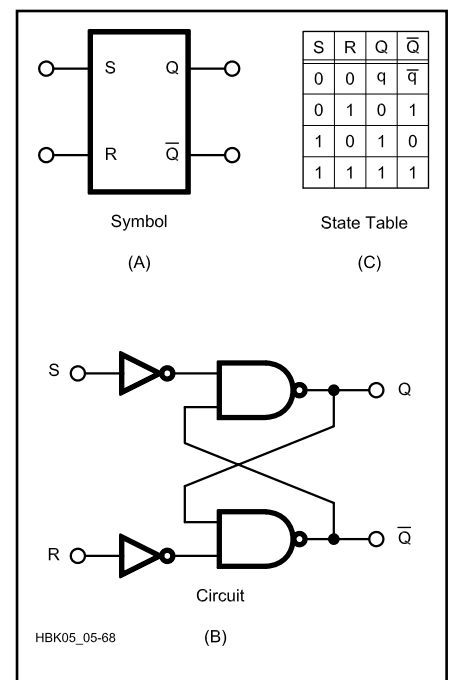 S Q
R Q̅
Symbol
(A)
S R Q Q̅
0 0 q q̅
0 1 0 1
1 0 1 0
1 1 1 1
State Table
(C)
S Q
R Q̅
Circuit
HBK05_05-68
(B)